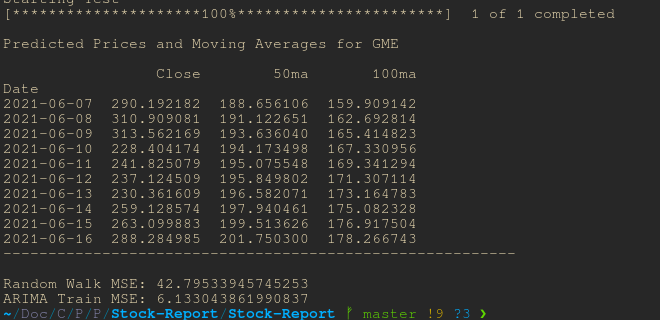 Starting Test
[*********************100%***********************]  1 of 1 completed
Predicted Prices and Moving Averages for GME
Close 50ma 100ma
Date
2021-06-07 290.192182 188.656106 159.909142
2021-06-08 310.909081 191.122651 162.692814
2021-06-09 313.562169 193.636040 165.414823
2021-06-10 228.404174 194.173498 167.330956
2021-06-11 241.825079 195.075548 169.341294
2021-06-12 237.124509 195.849802 171.307114
2021-06-13 230.361609 196.582071 173.164783
2021-06-14 259.128574 197.940461 175.082328
2021-06-15 263.099883 199.513626 176.917504
2021-06-16 288.284985 201.750300 178.266743
------------------------------------------------------------
Random Walk MSE: 42.79533945745253
ARIMA Train MSE: 6.133043861990837
~/Doc/C/P/P/Stock-Report/Stock-Report ᚠ master !9 ?3 ❯